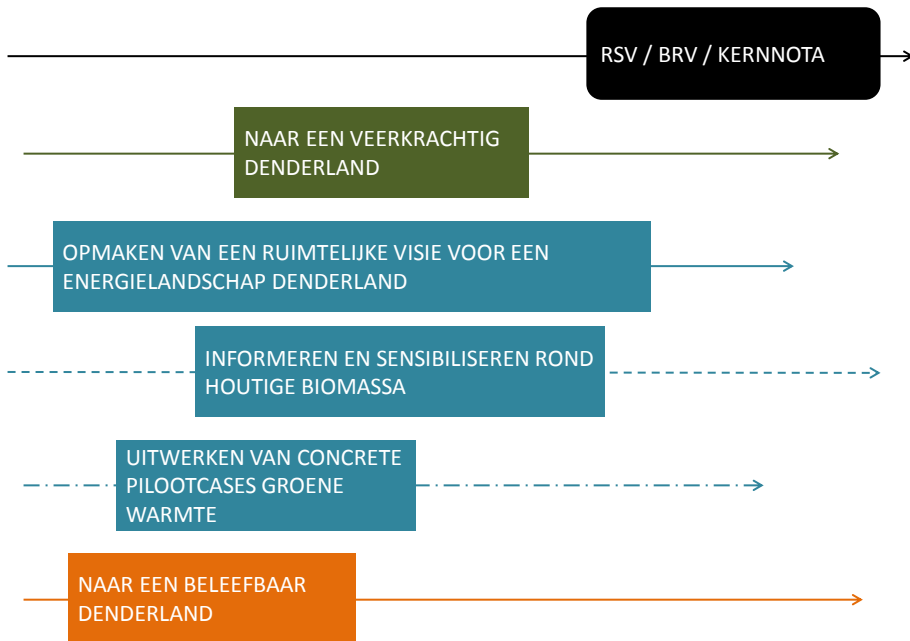 RSV / BRV / KERNNOTA
NAAR EEN VEERKRACHTIG
DENDERLAND
OPMAKEN VAN EEN RUIMTELIJKE VISIE VOOR EEN
ENERGIELANDSCHAP DENDERLAND
INFORMEREN EN SENSIBILISEREN ROND
HOUTIGE BIOMASSA
UITWERKEN VAN CONCRETE
PILOOTCASES GROENE
WARMTE
NAAR EEN BELEEFBAAR
DENDERLAND